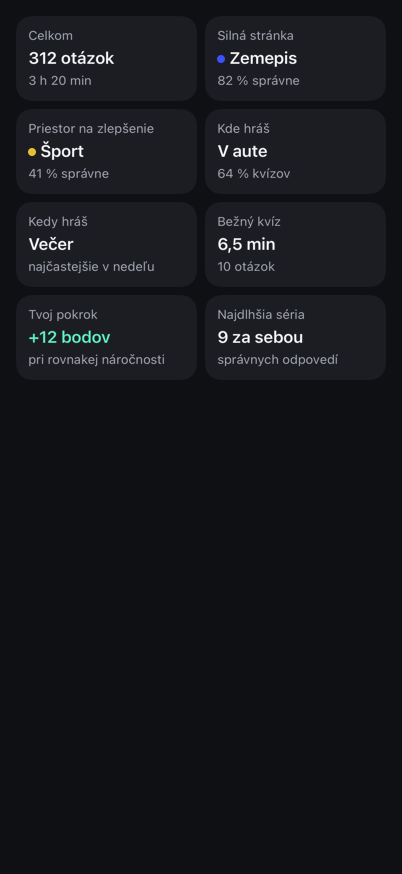 Celkom
312 otázok
3 h 20 min
Silná stránka
Zemepis
82 % správne
Priestor na zlepšenie
Šport
41 % správne
Kde hráš
V aute
64 % kvízov
Kedy hráš
Večer
najčastejšie v nedeľu
Bežný kvíz
6,5 min
10 otázok
Tvoj pokrok
+12 bodov
pri rovnakej náročnosti
Najdlhšia séria
9 za sebou
správnych odpovedí